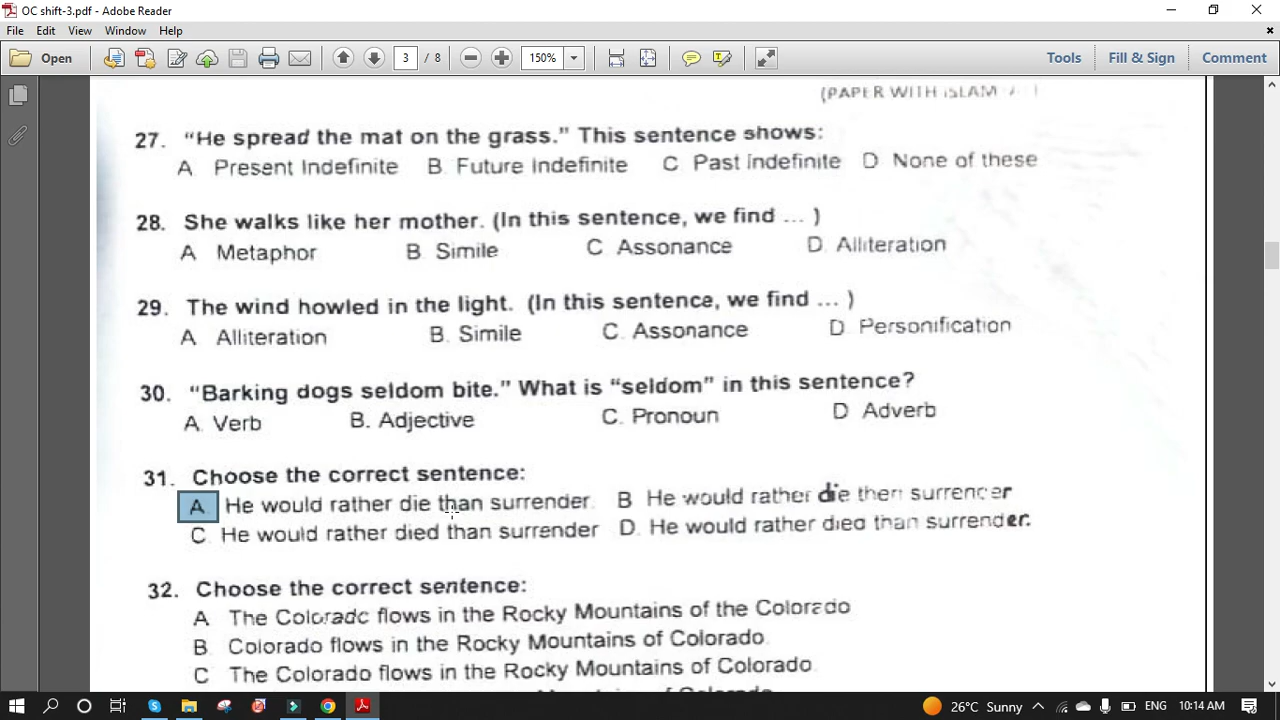 OC shift-3.pdf - Adobe Reader
File Edit View Window Help
Open 3 / 8 150% Tools Fill & Sign Comment
(PAPER WITH ISLAM
27. "He spread the mat on the grass." This sentence shows:
A Present Indefinite B. Future Indefinite C Past indefinite D None of these
28. She walks like her mother. (In this sentence, we find ... )
A Metaphor B. Simile C Assonance D. Alliteration
29. The wind howled in the light. (In this sentence, we find ... )
A Alliteration B. Simile C. Assonance D. Personification
30. "Barking dogs seldom bite." What is "seldom" in this sentence?
A. Verb B. Adjective C. Pronoun D Adverb
31. Choose the correct sentence:
A He would rather die than surrender. B He would rather die then surrender
C. He would rather died than surrender D. He would rather died than surrender.
32. Choose the correct sentence:
A The Colorado flows in the Rocky Mountains of the Colorado
B. Colorado flows in the Rocky Mountains of Colorado.
C The Colorado flows in the Rocky Mountains of Colorado
Mountains of Colorado
26°C Sunny ENG 10:14 AM